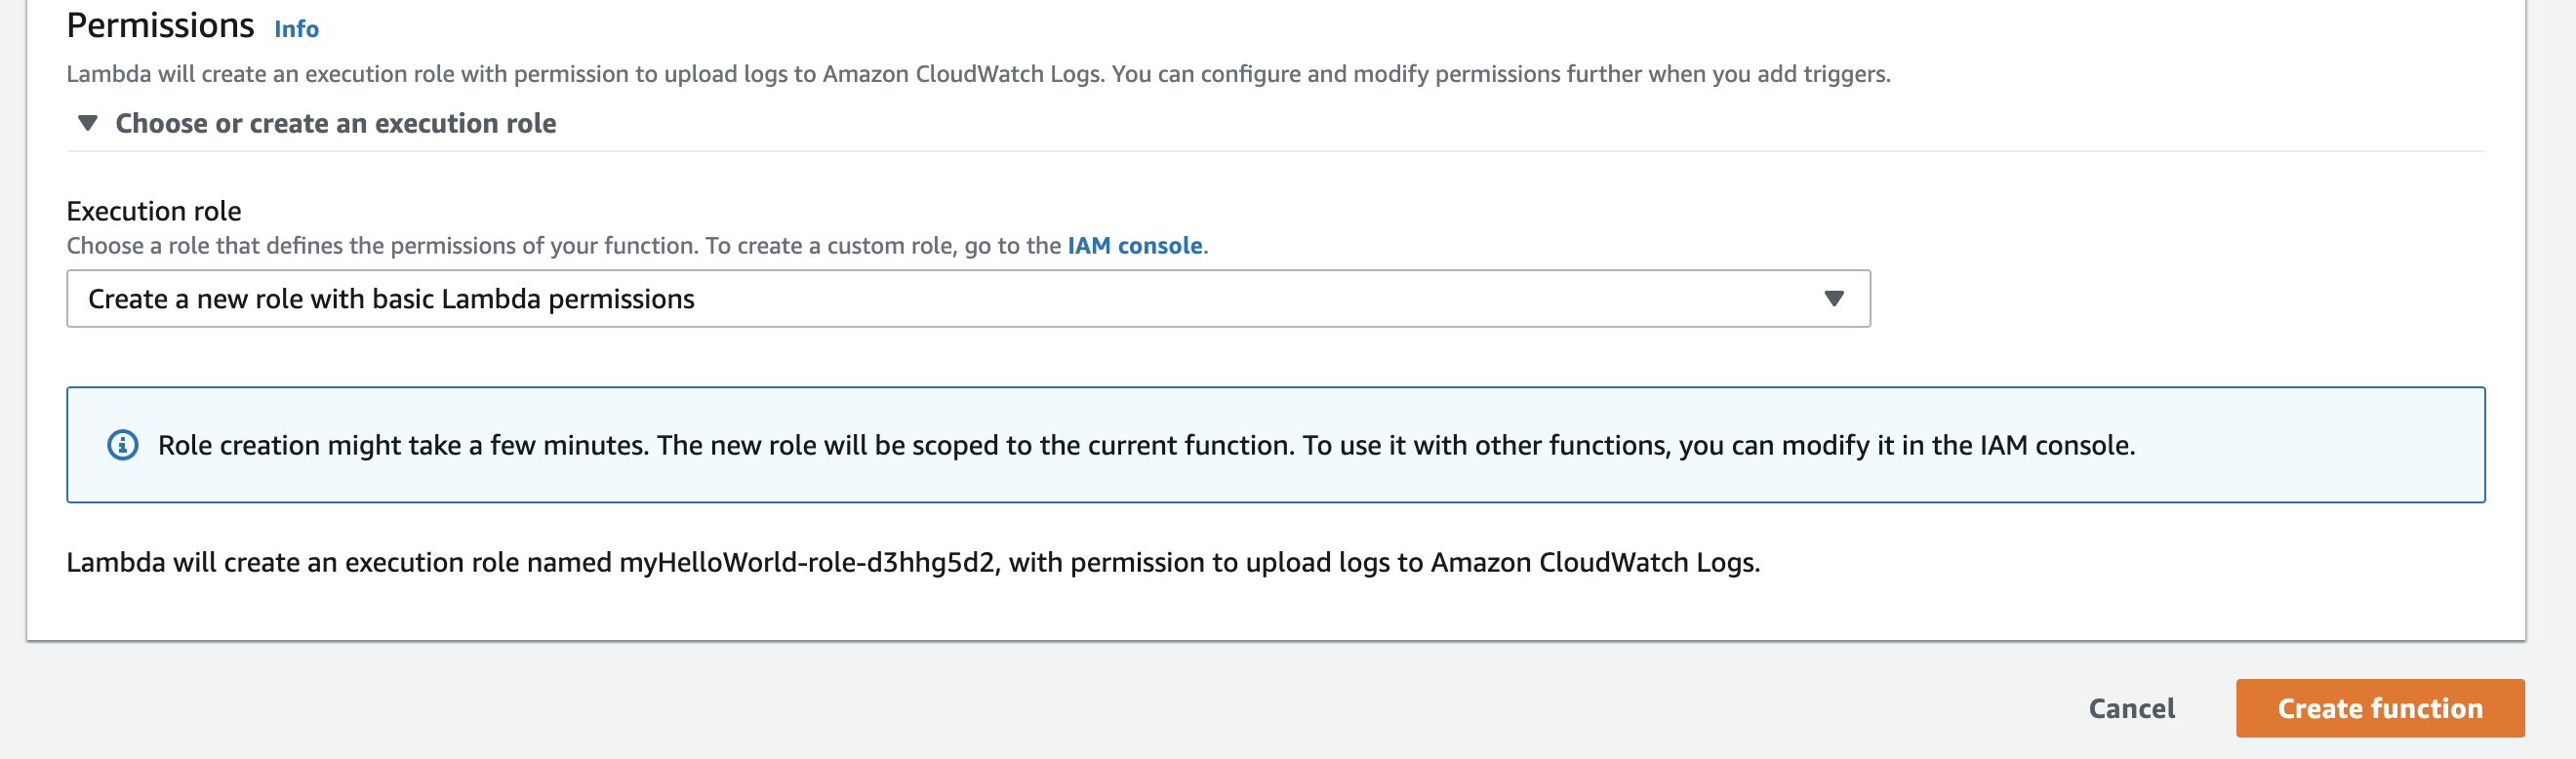 Permissions Info
Lambda will create an execution role with permission to upload logs to Amazon CloudWatch Logs. You can configure and modify permissions further when you add triggers.
Choose or create an execution role
Execution role
Choose a role that defines the permissions of your function. To create a custom role, go to the IAM console.
Create a new role with basic Lambda permissions
Role creation might take a few minutes. The new role will be scoped to the current function. To use it with other functions, you can modify it in the IAM console.
Lambda will create an execution role named myHelloWorld-role-d3hhg5d2, with permission to upload logs to Amazon CloudWatch Logs.
Cancel Create function